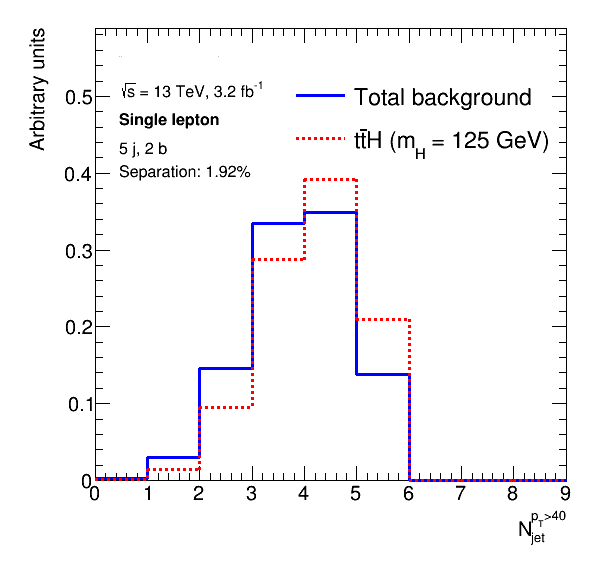 Arbitrary units
√s = 13 TeV, 3.2 fb⁻¹
Single lepton
5 j, 2 b
Separation: 1.92%
Total background
tt̄H (m_H = 125 GeV)
0.5
0.4
0.3
0.2
0.1
0
0 1 2 3 4 5 6 7 8 9
N_jet^{p_T>40}